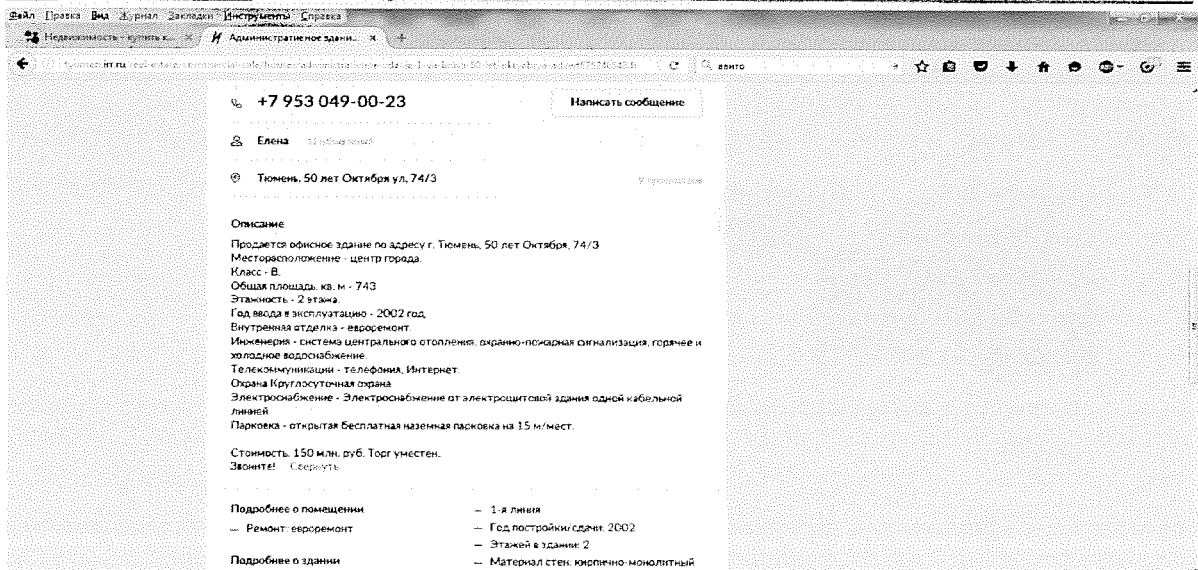 Файл Правка Вид Журнал Закладки Инструменты Справка
Недвижимость - купить к... × Администратиное здани... × +
авито
+7 953 049-00-23 Написать сообщение
Елена
Тюмень, 50 лет Октября ул, 74/3
Описание
Продается офисное здание по адресу г. Тюмень, 50 лет Октября, 74/3
Месторасположение - центр города.
Класс - В.
Общая площадь, кв. м - 743
Этажность - 2 этажа.
Год ввода в эксплуатацию - 2002 год.
Внутренняя отделка - евроремонт.
Инженерия - система центрального отопления, охранно-пожарная сигнализация, горячее и
холодное водоснабжение.
Телекоммуникации - телефония, Интернет.
Охрана Круглосуточная охрана
Электроснабжение - Электроснабжение от электрощитовой здания одной кабельной
линией
Парковка - открытая бесплатная наземная парковка на 15 м/мест.
Стоимость: 150 млн. руб. Торг уместен.
Звоните! Свернуть
Подробнее о помещении — 1-я линия
— Ремонт: евроремонт — Год постройки/сдачи: 2002
— Этажей в здании: 2
Подробнее о здании — Материал стен: кирпично-монолитный